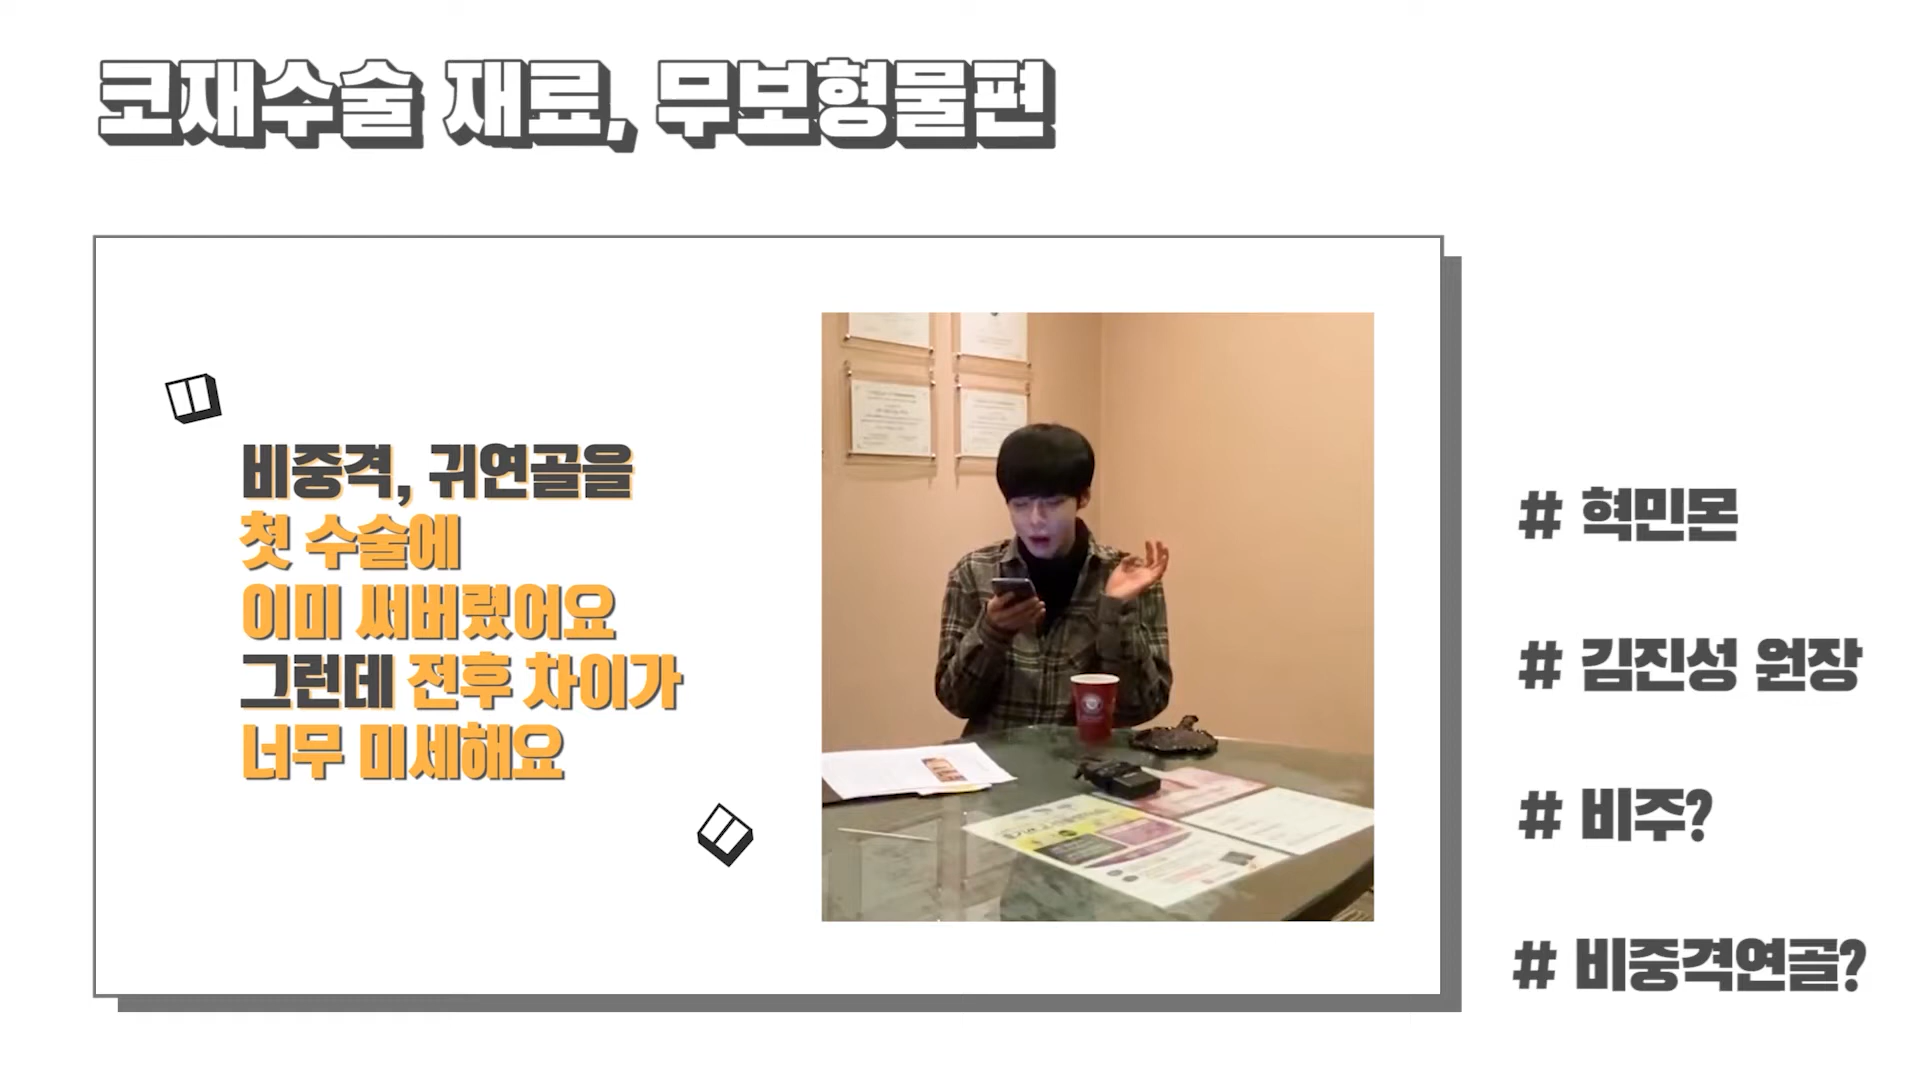 코재수술 재료, 무보형물편
비중격, 귀연골을
첫 수술에
이미 써버렸어요
그런데 전후 차이가
너무 미세해요
# 혁민몬
# 김진성 원장
# 비주?
# 비중격연골?